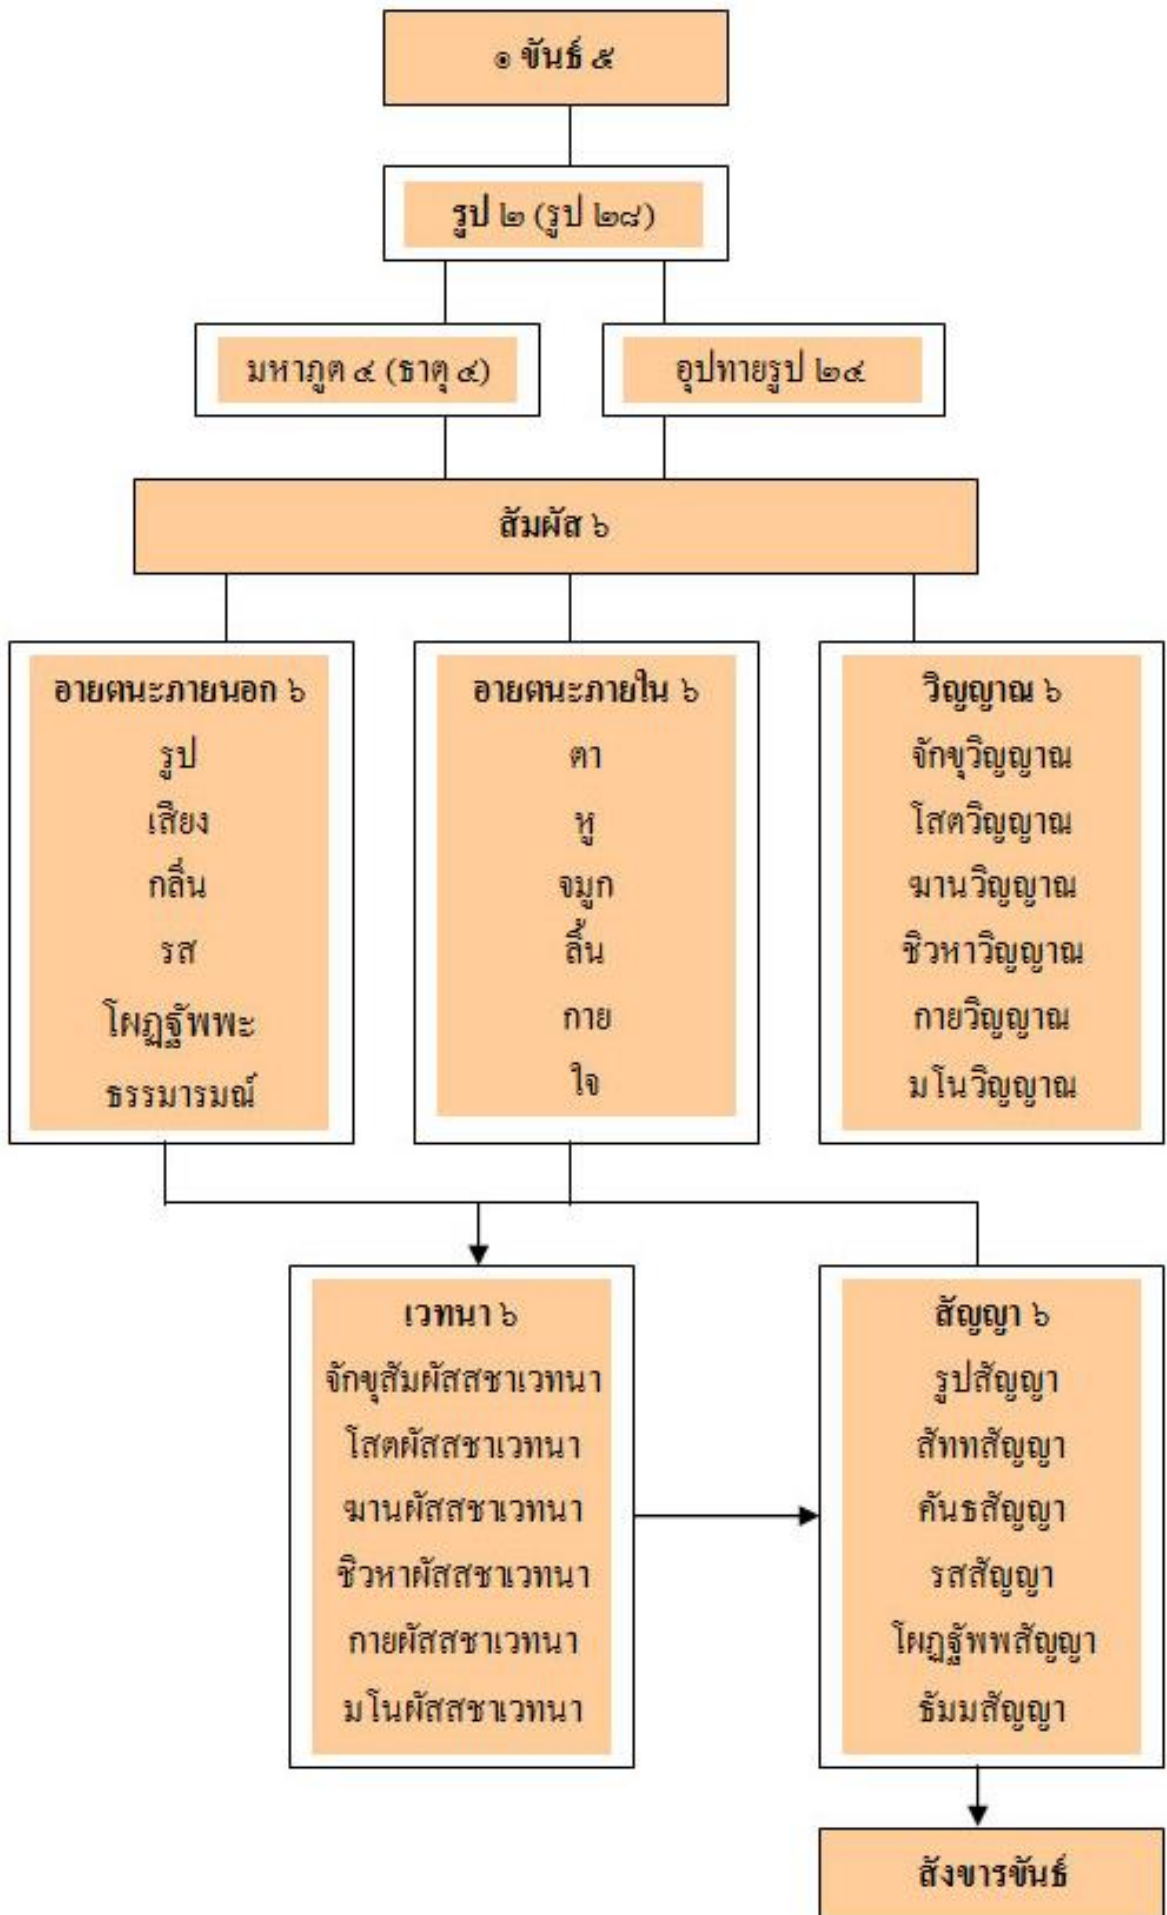 ๑ ขันธ์ ๕
รูป ๒ (รูป ๒๘)
มหาภูต ๔ (ธาตุ ๔)
อุปทายรูป ๒๔
สัมผัส ๖
อายตนะภายนอก ๖
รูป
เสียง
กลิ่น
รส
โผฏฐัพพะ
ธรรมารมณ์
อายตนะภายใน ๖
ตา
หู
จมูก
ลิ้น
กาย
ใจ
วิญญาณ ๖
จักขุวิญญาณ
โสตวิญญาณ
ฆานวิญญาณ
ชิวหาวิญญาณ
กายวิญญาณ
มโนวิญญาณ
เวทนา ๖
จักขุสัมผัสสชาเวทนา
โสตผัสสชาเวทนา
ฆานผัสสชาเวทนา
ชิวหาผัสสชาเวทนา
กายผัสสชาเวทนา
มโนผัสสชาเวทนา
สัญญา ๖
รูปสัญญา
สัททสัญญา
คันธสัญญา
รสสัญญา
โผฏฐัพพสัญญา
ธัมมสัญญา
สังขารขันธ์